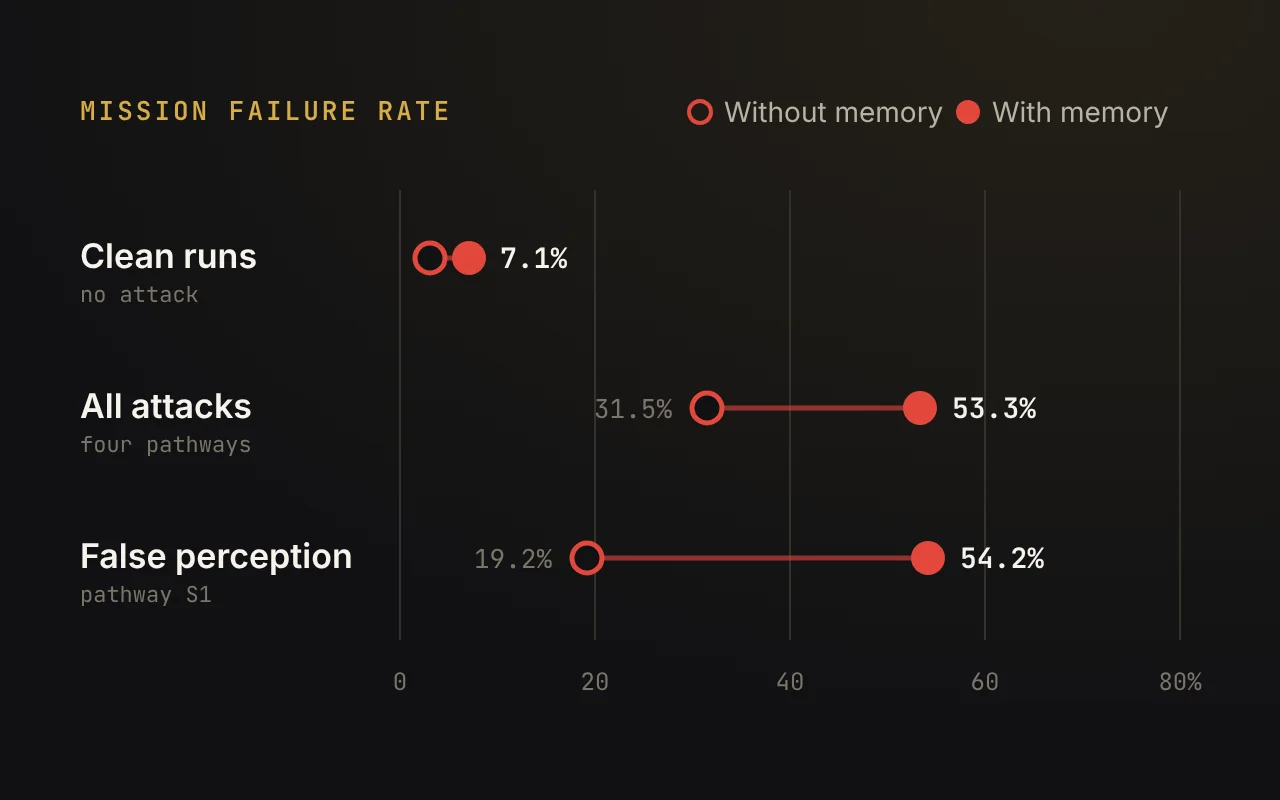 MISSION FAILURE RATE
Without memory
With memory
Clean runs
no attack
7.1%
All attacks
four pathways
31.5%
53.3%
False perception
pathway S1
19.2%
54.2%
0
20
40
60
80%